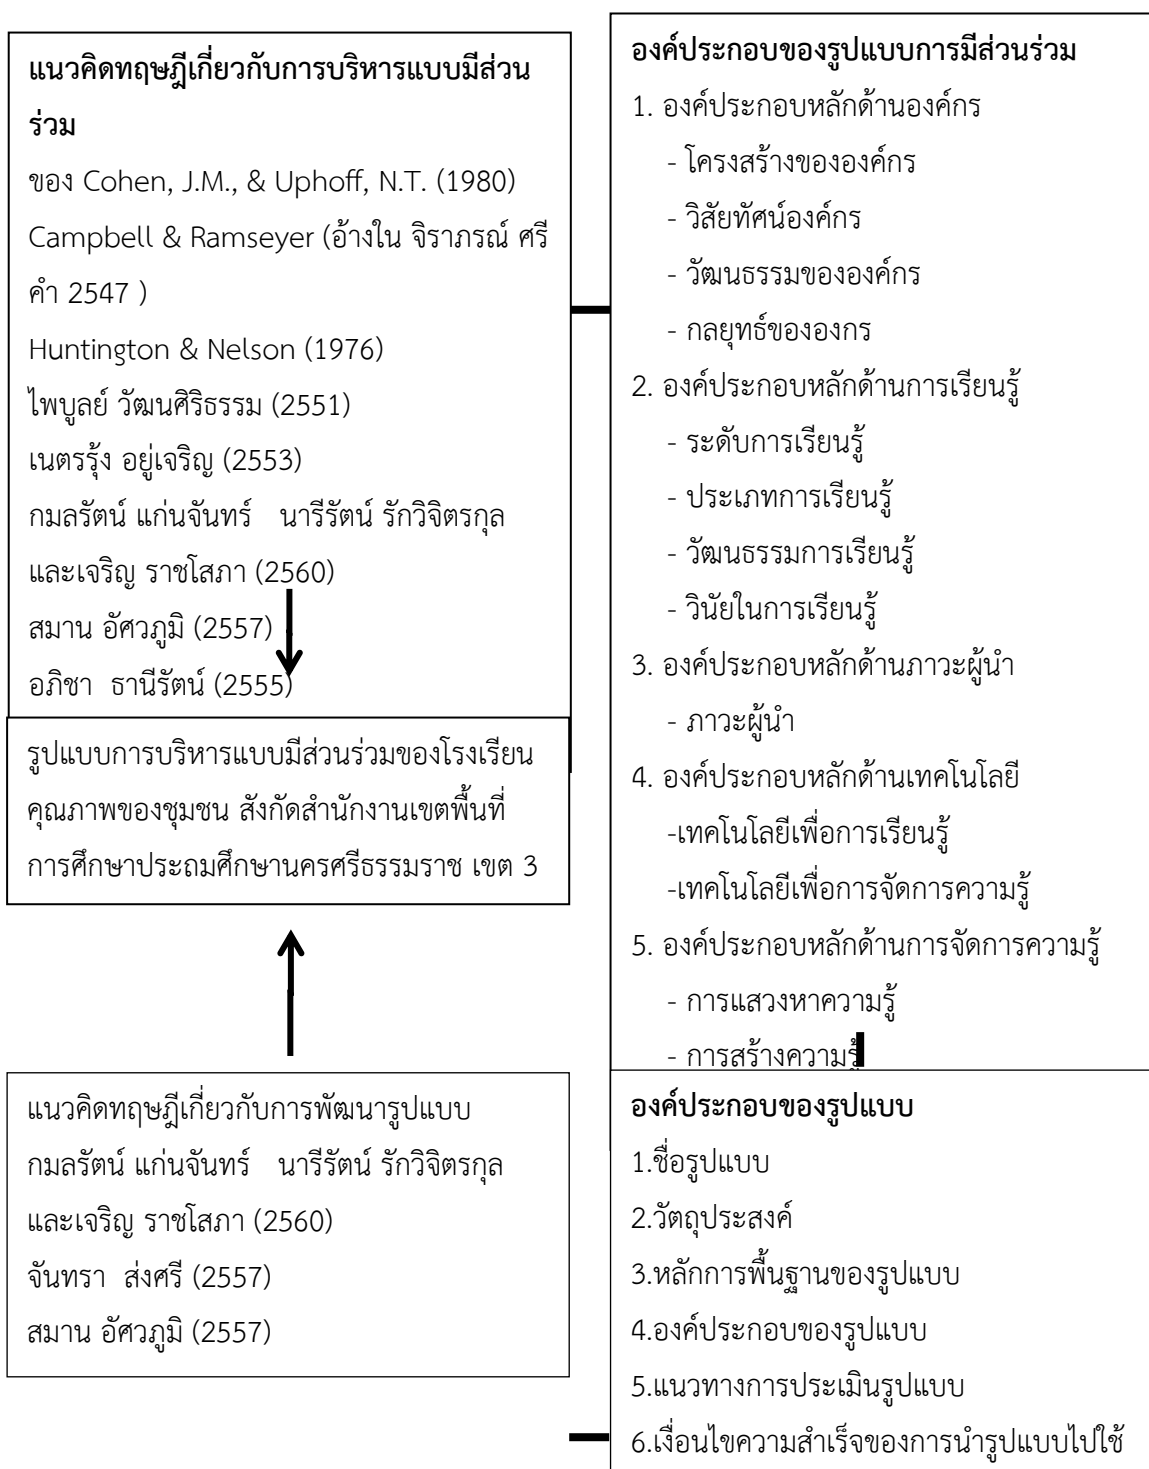 แนวคิดทฤษฎีเกี่ยวกับการบริหารแบบมีส่วน
ร่วม
ของ Cohen, J.M., & Uphoff, N.T. (1980)
Campbell & Ramseyer (อ้างใน จิราภรณ์ ศรี
คำ 2547 )
Huntington & Nelson (1976)
ไพบูลย์ วัฒนศิริธรรม (2551)
เนตรรุ้ง อยู่เจริญ (2553)
กมลรัตน์ แก่นจันทร์   นารีรัตน์ รักวิจิตรกุล
และเจริญ ราชโสภา (2560)
สมาน อัศวภูมิ (2557)
อภิชา  ธานีรัตน์ (2555)
รูปแบบการบริหารแบบมีส่วนร่วมของโรงเรียน
คุณภาพของชุมชน สังกัดสำนักงานเขตพื้นที่
การศึกษาประถมศึกษานครศรีธรรมราช เขต 3
แนวคิดทฤษฎีเกี่ยวกับการพัฒนารูปแบบ
กมลรัตน์ แก่นจันทร์   นารีรัตน์ รักวิจิตรกุล
และเจริญ ราชโสภา (2560)
จันทรา  ส่งศรี (2557)
สมาน อัศวภูมิ (2557)
องค์ประกอบของรูปแบบการมีส่วนร่วม
1. องค์ประกอบหลักด้านองค์กร
- โครงสร้างขององค์กร
- วิสัยทัศน์องค์กร
- วัฒนธรรมขององค์กร
- กลยุทธ์ขององกร
2. องค์ประกอบหลักด้านการเรียนรู้
- ระดับการเรียนรู้
- ประเภทการเรียนรู้
- วัฒนธรรมการเรียนรู้
- วินัยในการเรียนรู้
3. องค์ประกอบหลักด้านภาวะผู้นำ
- ภาวะผู้นำ
4. องค์ประกอบหลักด้านเทคโนโลยี
-เทคโนโลยีเพื่อการเรียนรู้
-เทคโนโลยีเพื่อการจัดการความรู้
5. องค์ประกอบหลักด้านการจัดการความรู้
- การแสวงหาความรู้
- การสร้างความรู้
องค์ประกอบของรูปแบบ
1.ชื่อรูปแบบ
2.วัตถุประสงค์
3.หลักการพื้นฐานของรูปแบบ
4.องค์ประกอบของรูปแบบ
5.แนวทางการประเมินรูปแบบ
6.เงื่อนไขความสำเร็จของการนำรูปแบบไปใช้